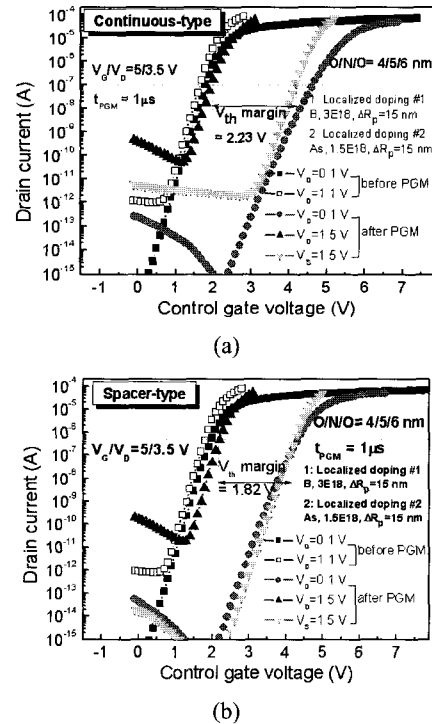 Continuous-type
V_G/V_D = 5/3.5 V
t_PGM ≈ 1μs
V_th margin
≈ 2.23 V
O/N/O= 4/5/6 nm
1 Localized doping #1
B, 3E18, ΔR_p=15 nm
2 Localized doping #2
As, 1.5E18, ΔR_p=15 nm
V_D=0 1 V
V_D=1 1 V
before PGM
V_D=0 1 V
V_D=1 5 V
V_S=1 5 V
after PGM
Drain current (A)
10^-4
10^-5
10^-6
10^-7
10^-8
10^-9
10^-10
10^-11
10^-12
10^-13
10^-14
10^-15
-1 0 1 2 3 4 5 6 7
Control gate voltage (V)
(a)
Spacer-type
V_G/V_D= 5/3.5 V
O/N/O= 4/5/6 nm
t_PGM ≈ 1μs
V_th margin
= 1.82 V
1: Localized doping #1
B, 3E18, ΔR_p=15 nm
2: Localized doping #2
As, 1.5E18, ΔR_p=15 nm
V_D=0 1 V
V_D=1 1 V
before PGM
V_D=0 1 V
V_D=1 5 V
V_S=1 5 V
after PGM
Drain current (A)
10^-4
10^-5
10^-6
10^-7
10^-8
10^-9
10^-10
10^-11
10^-12
10^-13
10^-14
10^-15
-1 0 1 2 3 4 5 6 7
Control gate voltage (V)
(b)